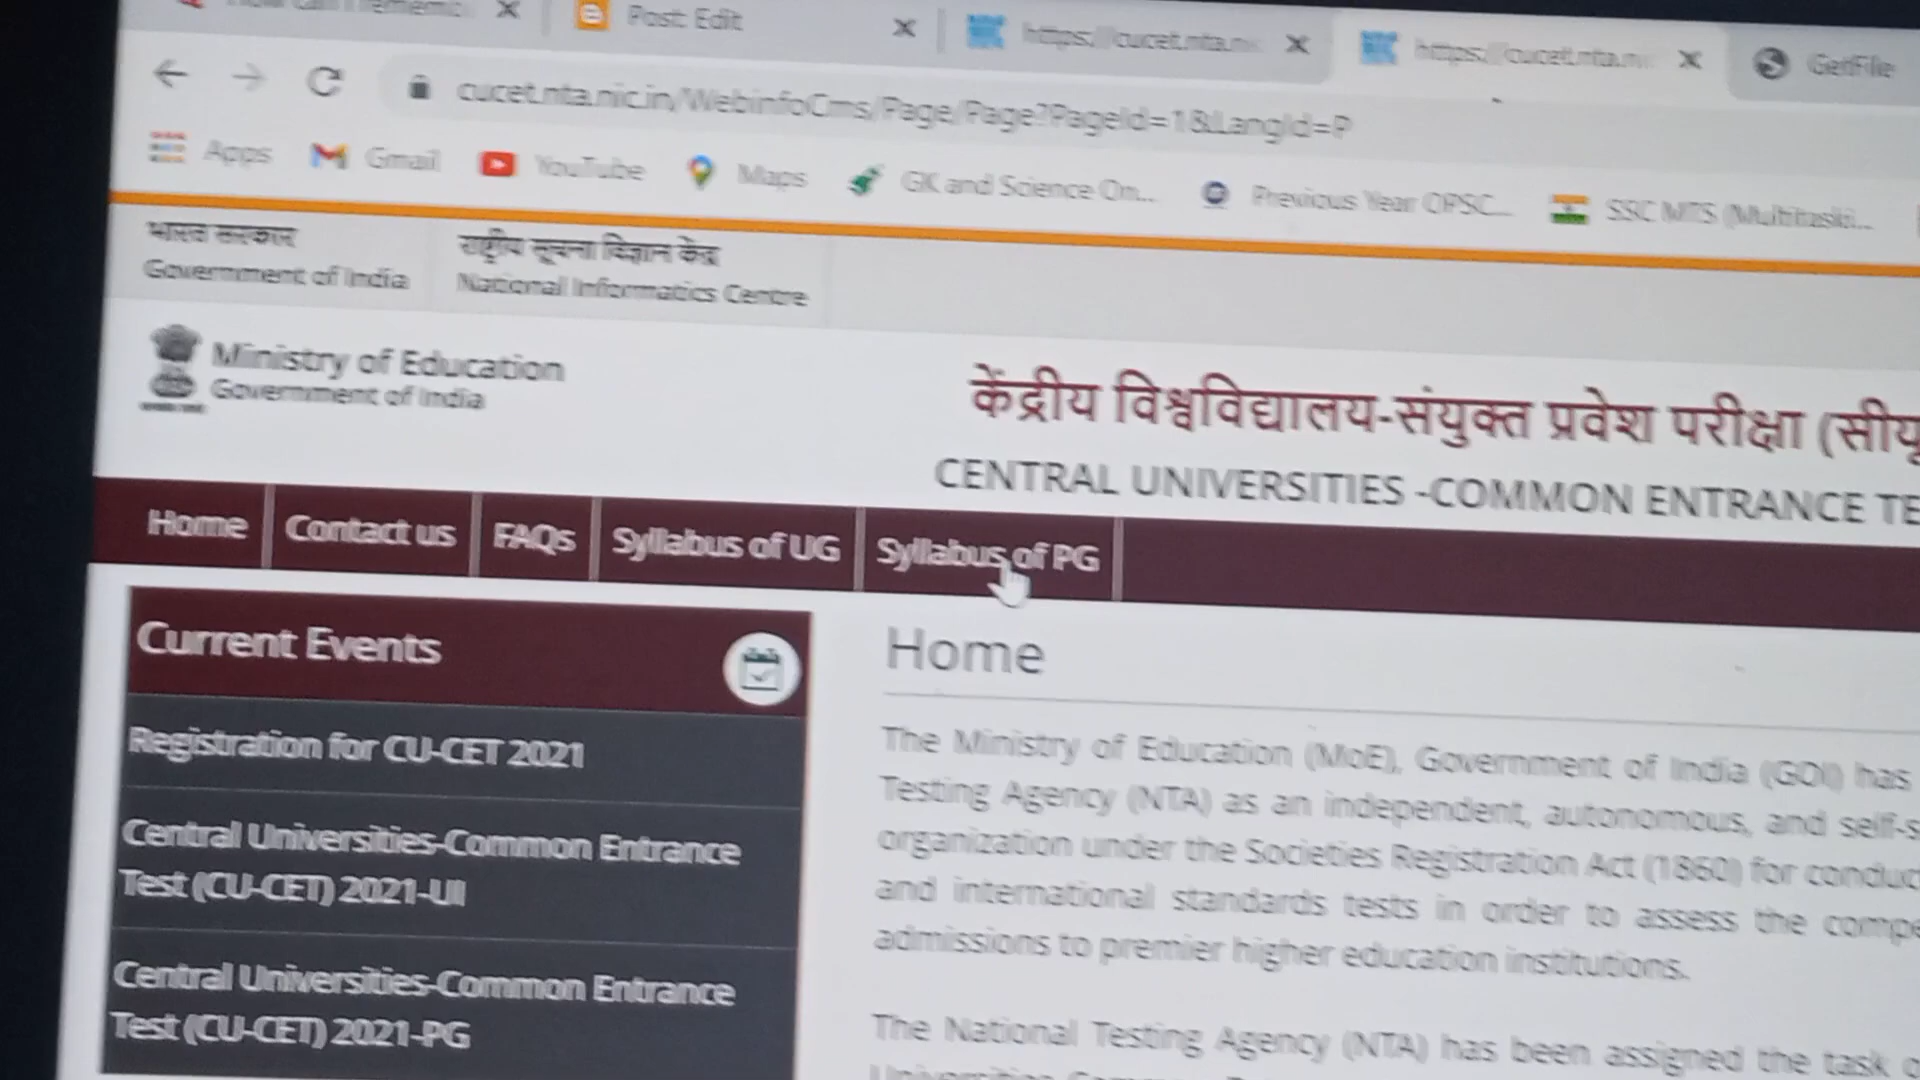 Post: Edit
https://cucet.nta.ni
https://cucet.nta.n
GetFile
cucet.nta.nic.in/WebinfoCms/Page/Page?PageId=1&LangId=P
Apps
Gmail
YouTube
Maps
GK and Science On...
Previous Year OPSC...
SSC MTS (Multitaski...
भारत सरकार
Government of India
राष्ट्रीय सूचना विज्ञान केंद्र
National Informatics Centre
Ministry of Education
Government of India
केंद्रीय विश्वविद्यालय-संयुक्त प्रवेश परीक्षा (सीयू
CENTRAL UNIVERSITIES -COMMON ENTRANCE TE
Home
Contact us
FAQs
Syllabus of UG
Syllabus of PG
Current Events
Registration for CU-CET 2021
Central Universities-Common Entrance
Test (CU-CET) 2021-UI
Central Universities-Common Entrance
Test (CU-CET) 2021-PG
Home
The Ministry of Education (MoE), Government of India (GOI) has
Testing Agency (NTA) as an independent, autonomous, and self-s
organization under the Societies Registration Act (1860) for conduc
and international standards tests in order to assess the compe
admissions to premier higher education institutions.
The National Testing Agency (NTA) has been assigned the task o